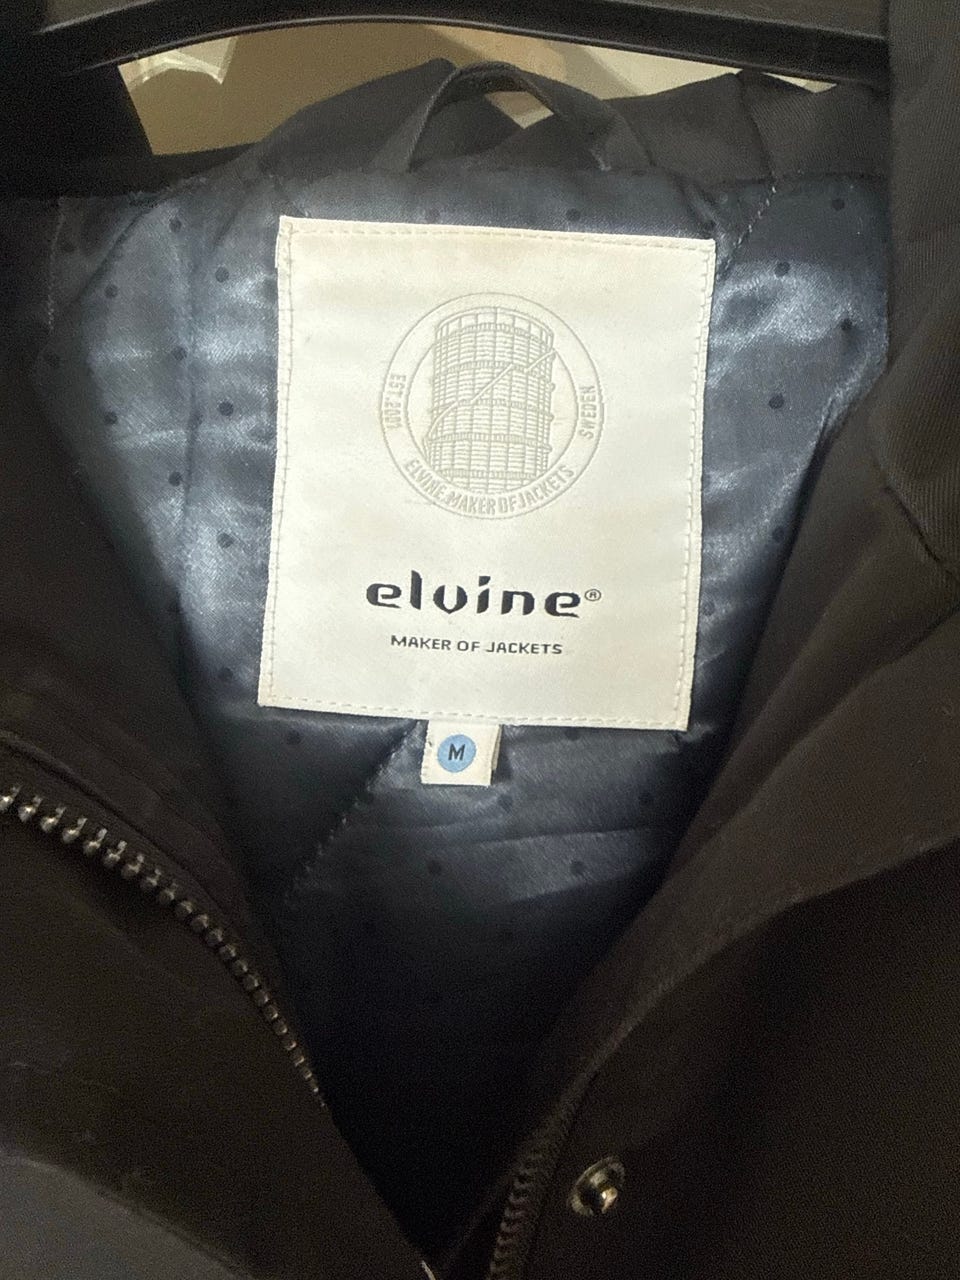 EST.2001
SWEDEN
ELVINE.MAKER OF JACKETS
elvine®
MAKER OF JACKETS
M